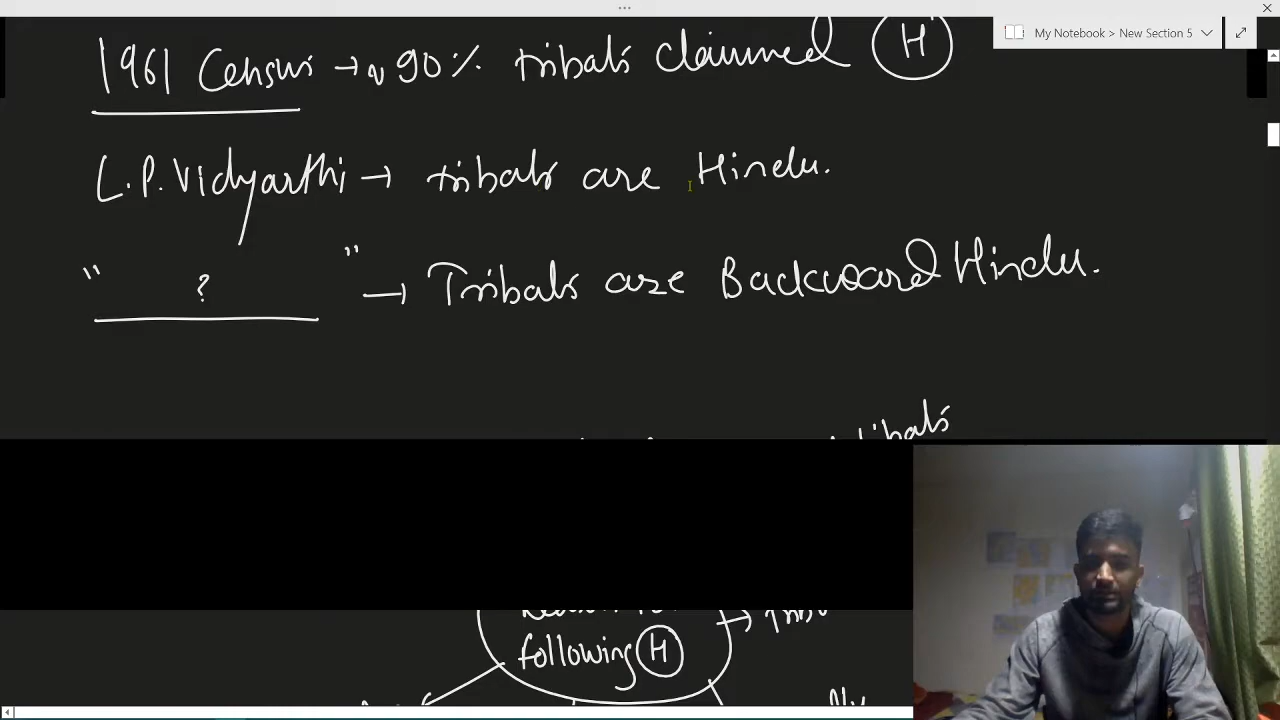 My Notebook > New Section 5
1961 Census → ~ 90% tribals claimed H
L.P. Vidyarthi → tribals are Hindu.
" ? " → Tribals are Backward Hindu.
tribals
following H